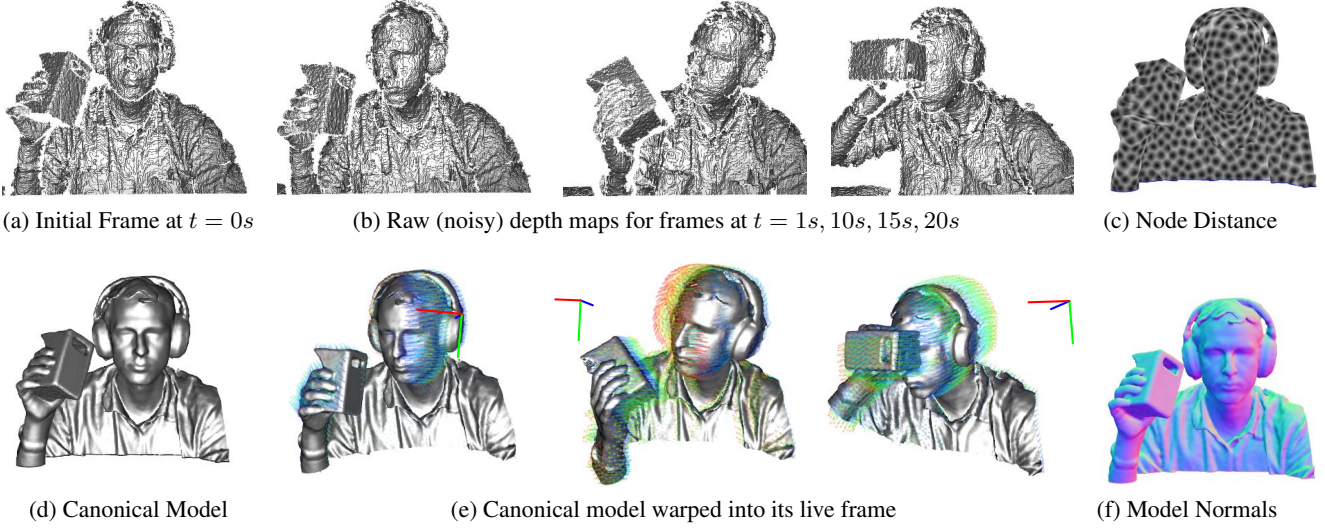 (a) Initial Frame at t = 0s
(b) Raw (noisy) depth maps for frames at t = 1s, 10s, 15s, 20s
(c) Node Distance
(d) Canonical Model
(e) Canonical model warped into its live frame
(f) Model Normals